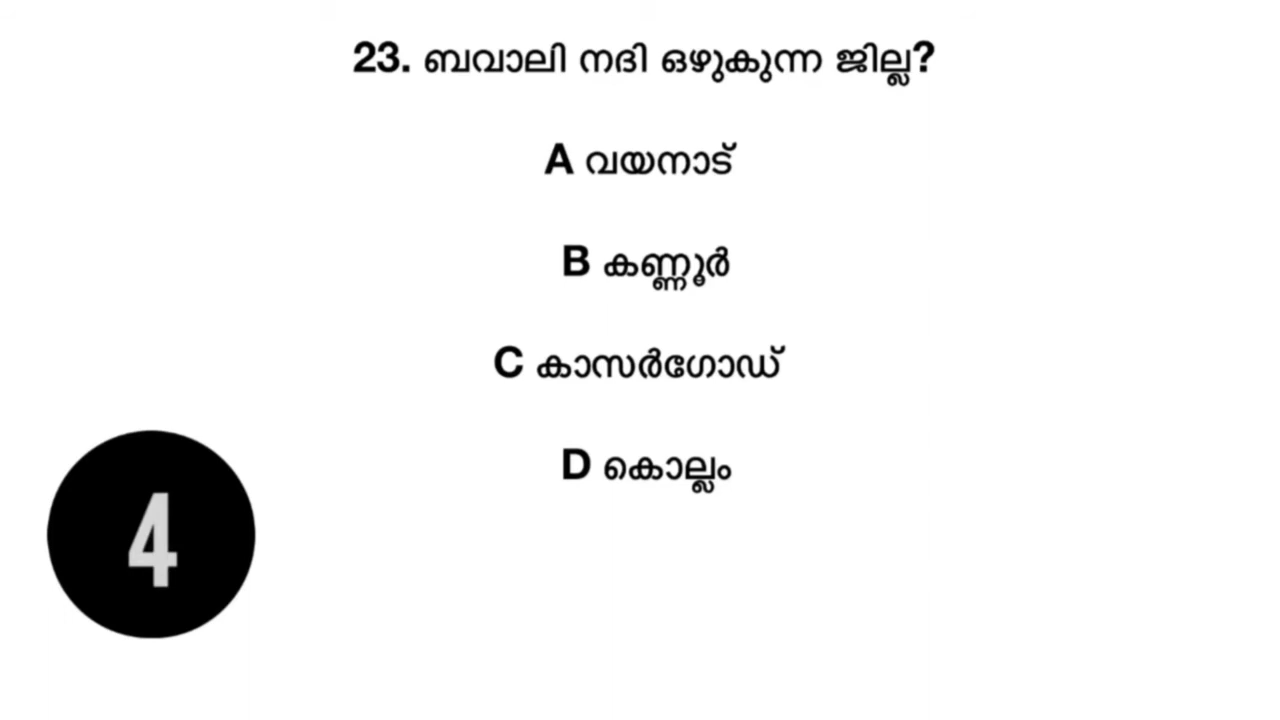 23. ബവാലി നദി ഒഴുകുന്ന ജില്ല?
A വയനാട്
B കണ്ണൂർ
C കാസർഗോഡ്
D കൊല്ലം
4